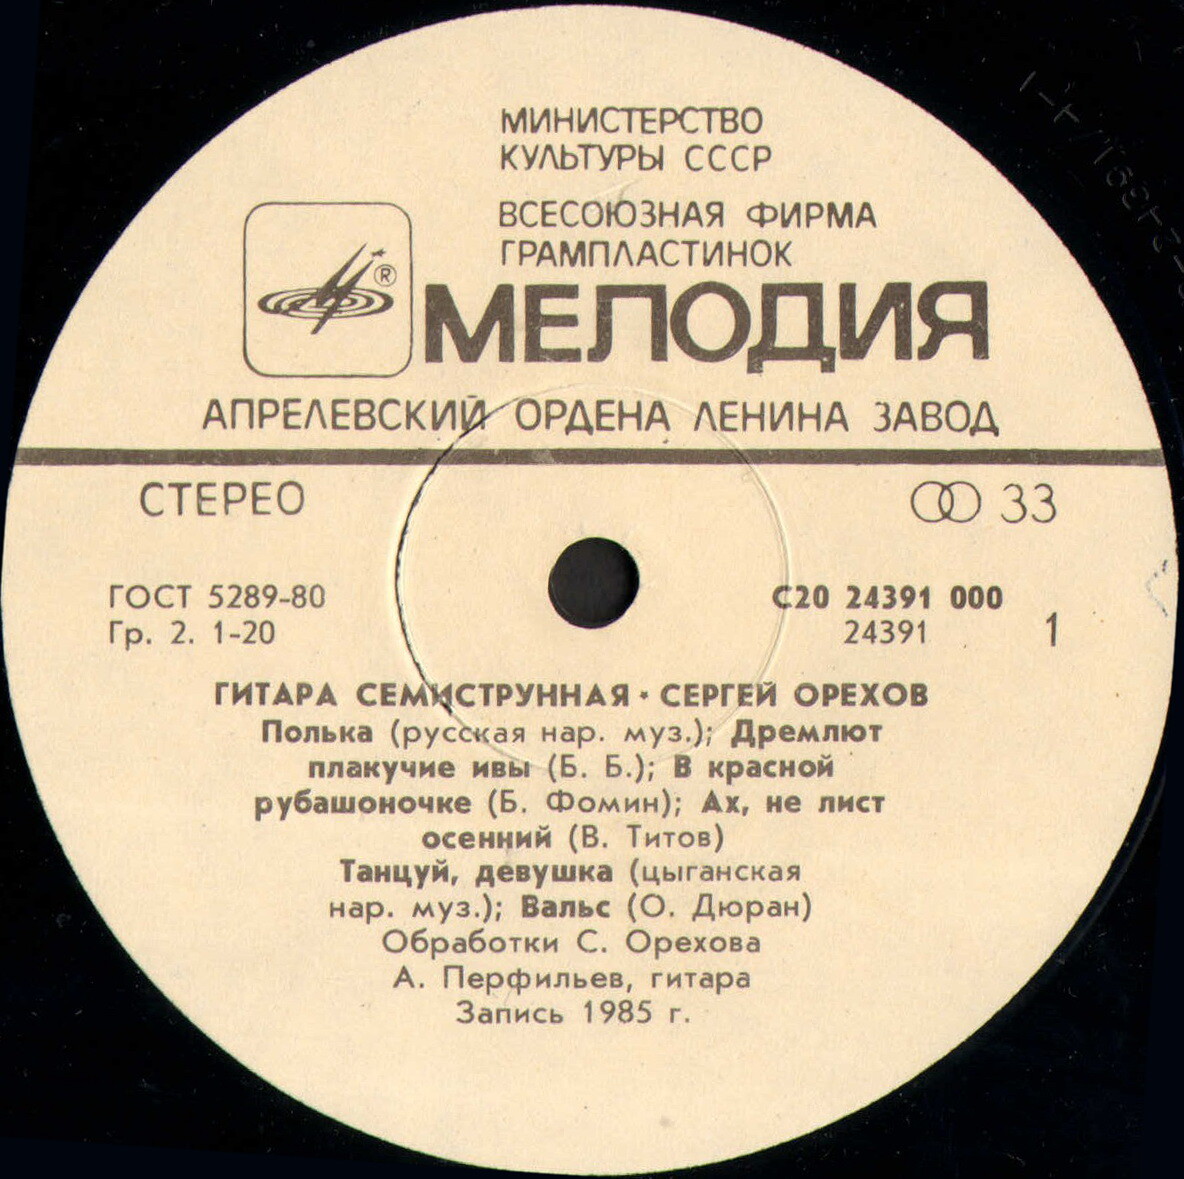 МИНИСТЕРСТВО
КУЛЬТУРЫ СССР
ВСЕСОЮЗНАЯ ФИРМА
ГРАМПЛАСТИНОК
®
МЕЛОДИЯ
АПРЕЛЕВСКИЙ ОРДЕНА ЛЕНИНА ЗАВОД
СТЕРЕО
33
ГОСТ 5289-80
Гр. 2. 1-20
С20 24391 000
24391
1
ГИТАРА СЕМИСТРУННАЯ • СЕРГЕЙ ОРЕХОВ
Полька (русская нар. муз.); Дремлют
плакучие ивы (Б. Б.); В красной
рубашоночке (Б. Фомин); Ах, не лист
осенний (В. Титов)
Танцуй, девушка (цыганская
нар. муз.); Вальс (О. Дюран)
Обработки С. Орехова
А. Перфильев, гитара
Запись 1985 г.